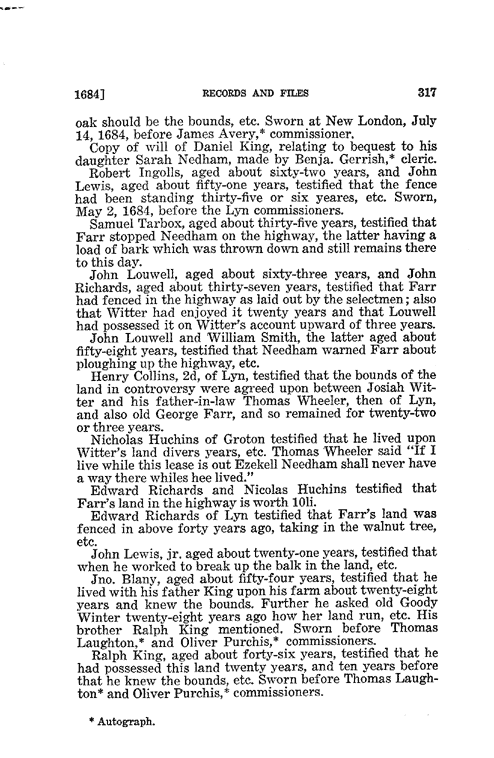 1684] RECORDS AND FILES 317
oak should be the bounds, etc. Sworn at New London, July
14, 1684, before James Avery,* commissioner.
Copy of will of Daniel King, relating to bequest to his
daughter Sarah Nedham, made by Benja. Gerrish,* cleric.
Robert Ingolls, aged about sixty-two years, and John
Lewis, aged about fifty-one years, testified that the fence
had been standing thirty-five or six yeares, etc. Sworn,
May 2, 1684, before the Lyn commissioners.
Samuel Tarbox, aged about thirty-five years, testified that
Farr stopped Needham on the highway, the latter having a
load of bark which was thrown down and still remains there
to this day.
John Louwell, aged about sixty-three years, and John
Richards, aged about thirty-seven years, testified that Farr
had fenced in the highway as laid out by the selectmen; also
that Witter had enjoyed it twenty years and that Louwell
had possessed it on Witter's account upward of three years.
John Louwell and William Smith, the latter aged about
fifty-eight years, testified that Needham warned Farr about
ploughing up the highway, etc.
Henry Collins, 2d, of Lyn, testified that the bounds of the
land in controversy were agreed upon between Josiah Wit-
ter and his father-in-law Thomas Wheeler, then of Lyn,
and also old George Farr, and so remained for twenty-two
or three years.
Nicholas Huchins of Groton testified that he lived upon
Witter's land divers years, etc. Thomas Wheeler said "If I
live while this lease is out Ezekell Needham shall never have
a way there whiles hee lived."
Edward Richards and Nicolas Huchins testified that
Farr's land in the highway is worth 10li.
Edward Richards of Lyn testified that Farr's land was
fenced in above forty years ago, taking in the walnut tree,
etc.
John Lewis, jr. aged about twenty-one years, testified that
when he worked to break up the balk in the land, etc.
Jno. Blany, aged about fifty-four years, testified that he
lived with his father King upon his farm about twenty-eight
years and knew the bounds. Further he asked old Goody
Winter twenty-eight years ago how her land run, etc. His
brother Ralph King mentioned. Sworn before Thomas
Laughton,* and Oliver Purchis,* commissioners.
Ralph King, aged about forty-six years, testified that he
had possessed this land twenty years, and ten years before
that he knew the bounds, etc. Sworn before Thomas Laugh-
ton* and Oliver Purchis,* commissioners.
* Autograph.